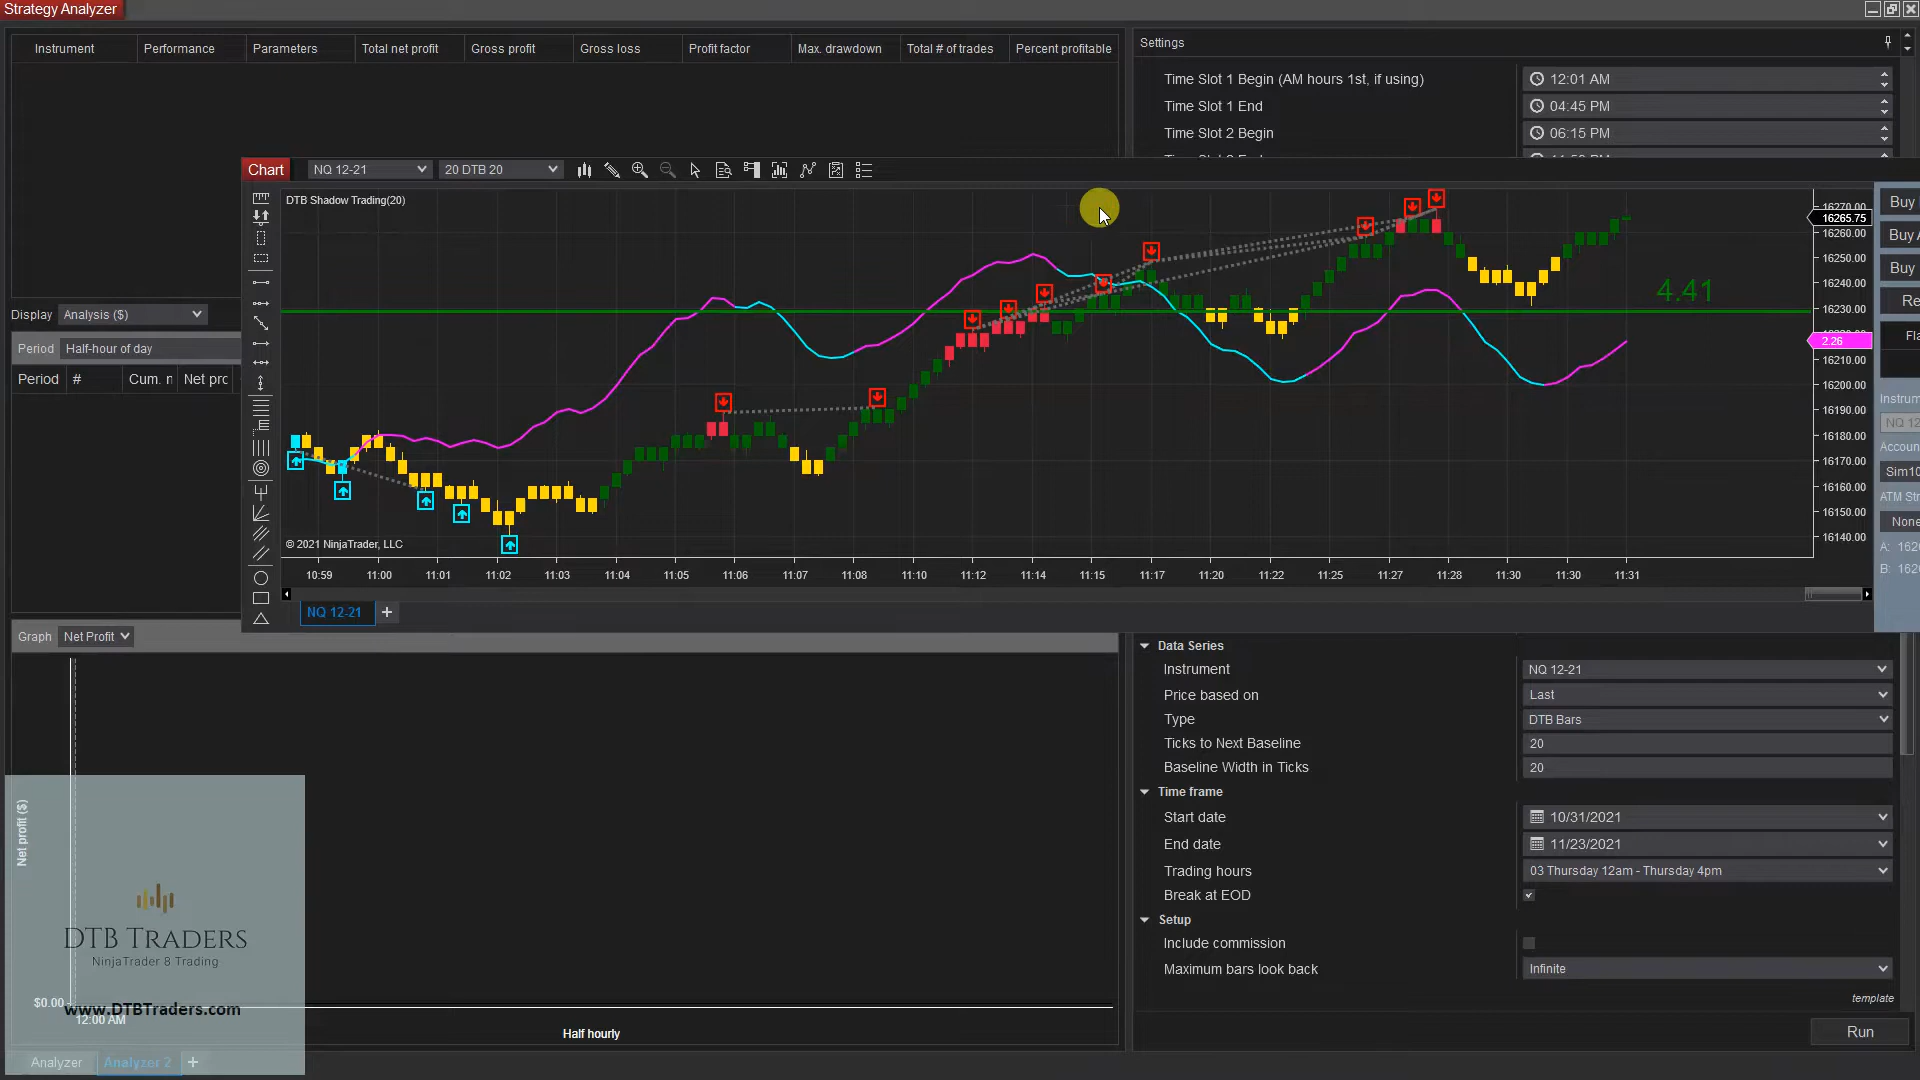 Strategy Analyzer
Instrument Performance Parameters Total net profit Gross profit Gross loss Profit factor Max. drawdown Total # of trades Percent profitable
Settings
Time Slot 1 Begin (AM hours 1st, if using) 12:01 AM
Time Slot 1 End 04:45 PM
Time Slot 2 Begin 06:15 PM
Chart NQ 12-21 20 DTB 20
DTB Shadow Trading(20)
16270.00
16265.75
16260.00
16250.00
16240.00
16230.00
2.26
16210.00
16200.00
16190.00
16180.00
16170.00
16160.00
16150.00
16140.00
4.41
Buy
Buy
Buy
NQ 12
Sim10
None
A:
B:
© 2021 NinjaTrader, LLC
10:59 11:00 11:01 11:02 11:03 11:04 11:05 11:06 11:07 11:08 11:10 11:12 11:14 11:15 11:17 11:20 11:22 11:25 11:27 11:28 11:30 11:30 11:31
NQ 12-21 +
Display Analysis ($)
Period Half-hour of day
Period # Cum. n Net prc
Graph Net Profit
Net profit ($)
$0.00
12:00 AM
Half hourly
DTB TRADERS
NINJATRADER 8 TRADING
www.DTBTraders.com
Analyzer Analyzer 2 +
Data Series
Instrument NQ 12-21
Price based on Last
Type DTB Bars
Ticks to Next Baseline 20
Baseline Width in Ticks 20
Time frame
Start date 10/31/2021
End date 11/23/2021
Trading hours 03 Thursday 12am - Thursday 4pm
Break at EOD
Setup
Include commission
Maximum bars look back Infinite
template
Run